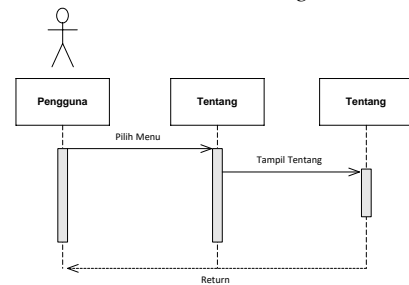 Pengguna
Tentang
Tentang
Pilih Menu
Tampil Tentang
Return